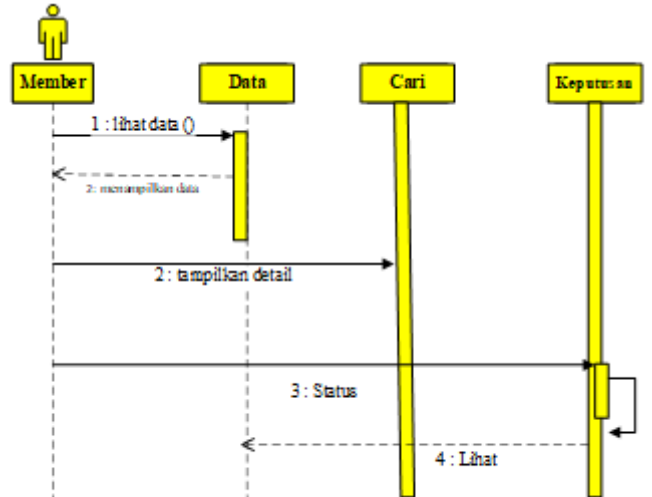 Member
Data
Cari
Keputusan
1 : lihat data ()
2: menampilkan data
2 : tampilkan detail
3 : Status
4 : Lihat